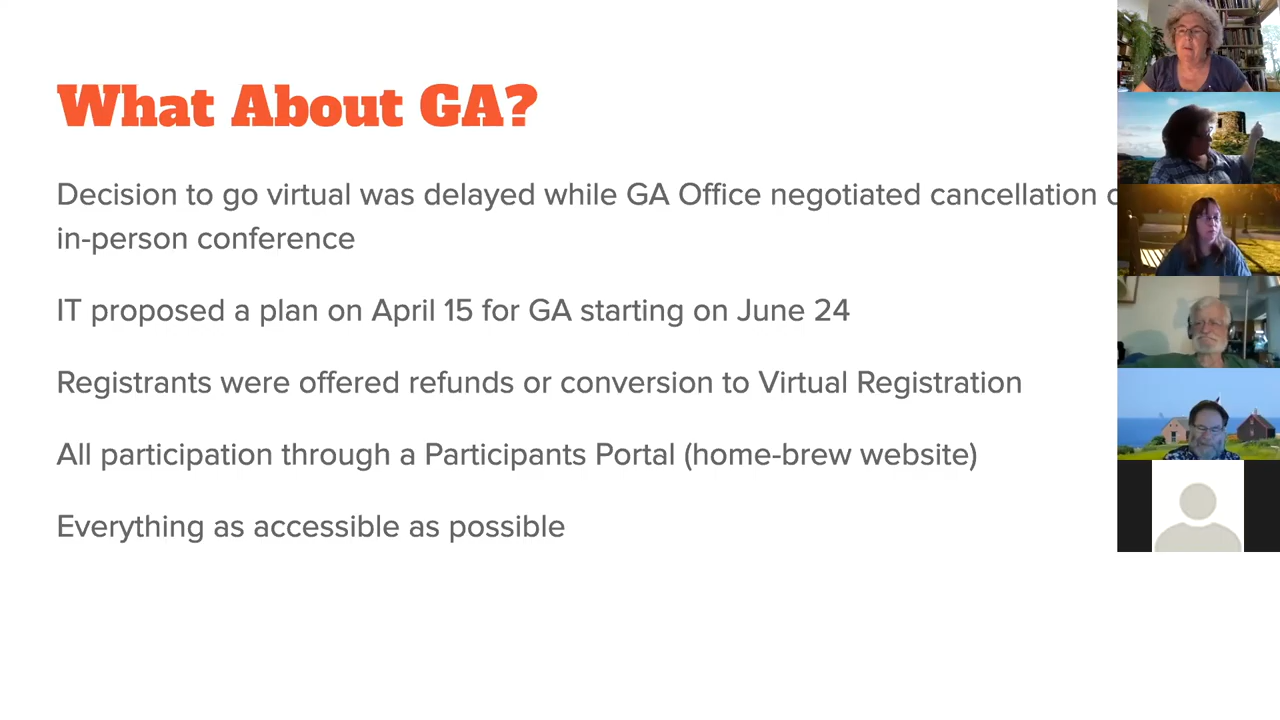 What About GA?
Decision to go virtual was delayed while GA Office negotiated cancellation
in-person conference
IT proposed a plan on April 15 for GA starting on June 24
Registrants were offered refunds or conversion to Virtual Registration
All participation through a Participants Portal (home-brew website)
Everything as accessible as possible